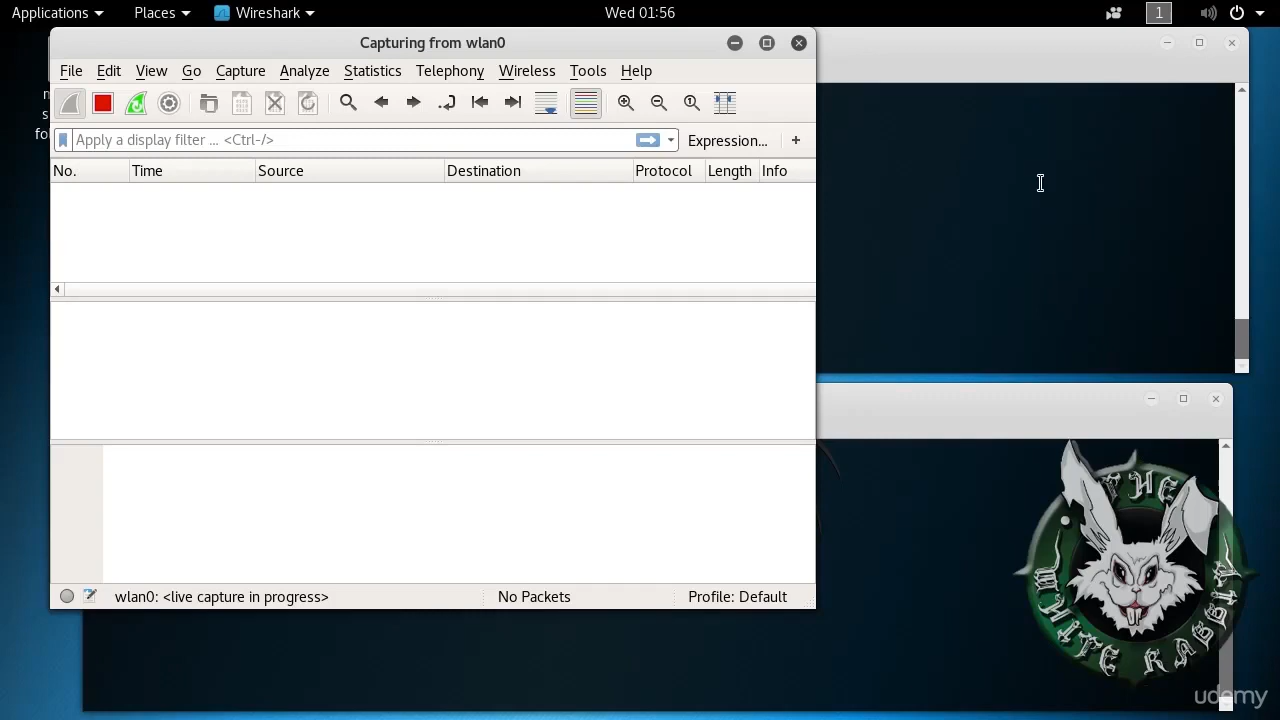 Applications Places Wireshark Wed 01:56 1
Capturing from wlan0
File Edit View Go Capture Analyze Statistics Telephony Wireless Tools Help
Apply a display filter ... <Ctrl-/> Expression... +
No. Time Source Destination Protocol Length Info
wlan0: <live capture in progress> No Packets Profile: Default
m
s
fo
THE
WHITE RABBIT
udemy